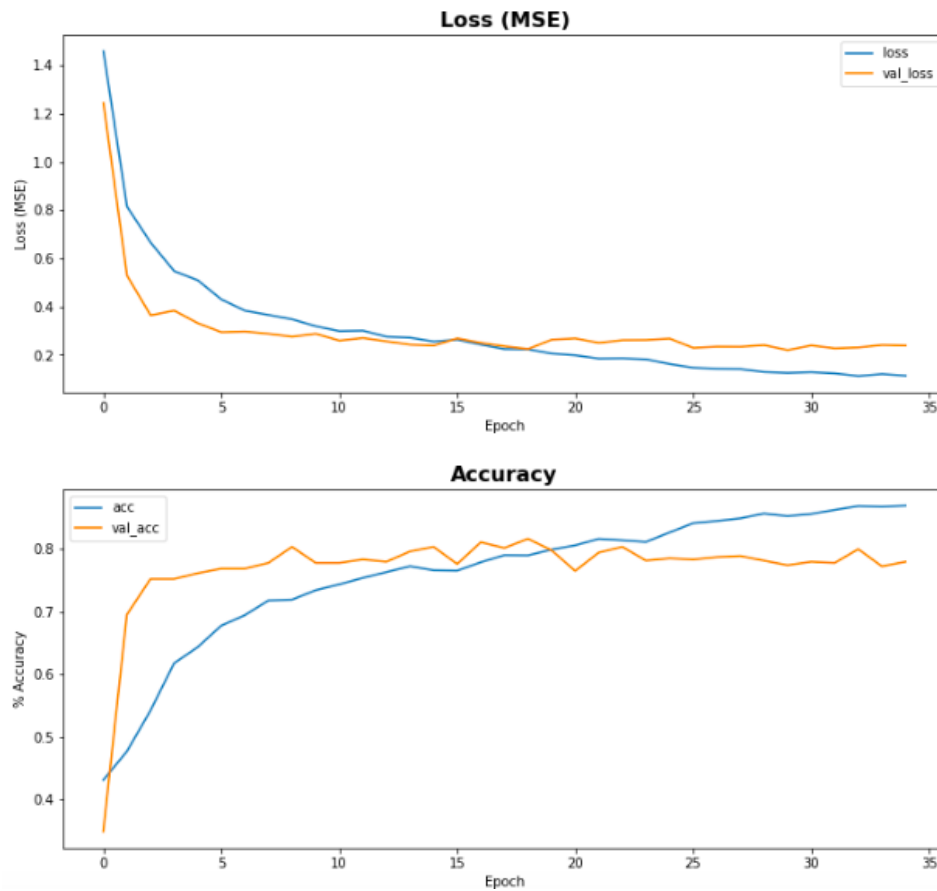 Loss (MSE)
loss
val_loss
1.4
1.2
1.0
0.8
0.6
0.4
0.2
Loss (MSE)
0 5 10 15 20 25 30 35
Epoch
Accuracy
acc
val_acc
0.8
0.7
0.6
0.5
0.4
% Accuracy
0 5 10 15 20 25 30 35
Epoch